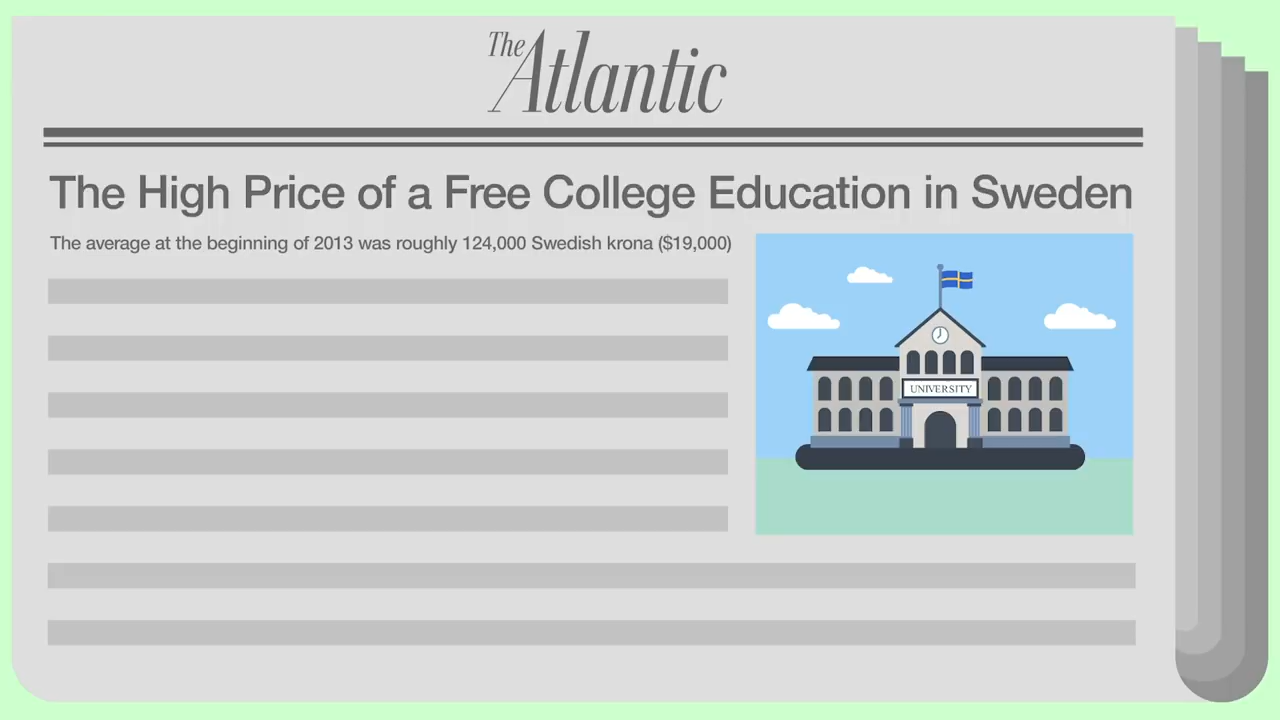 The Atlantic
The High Price of a Free College Education in Sweden
The average at the beginning of 2013 was roughly 124,000 Swedish krona ($19,000)
UNIVERSITY